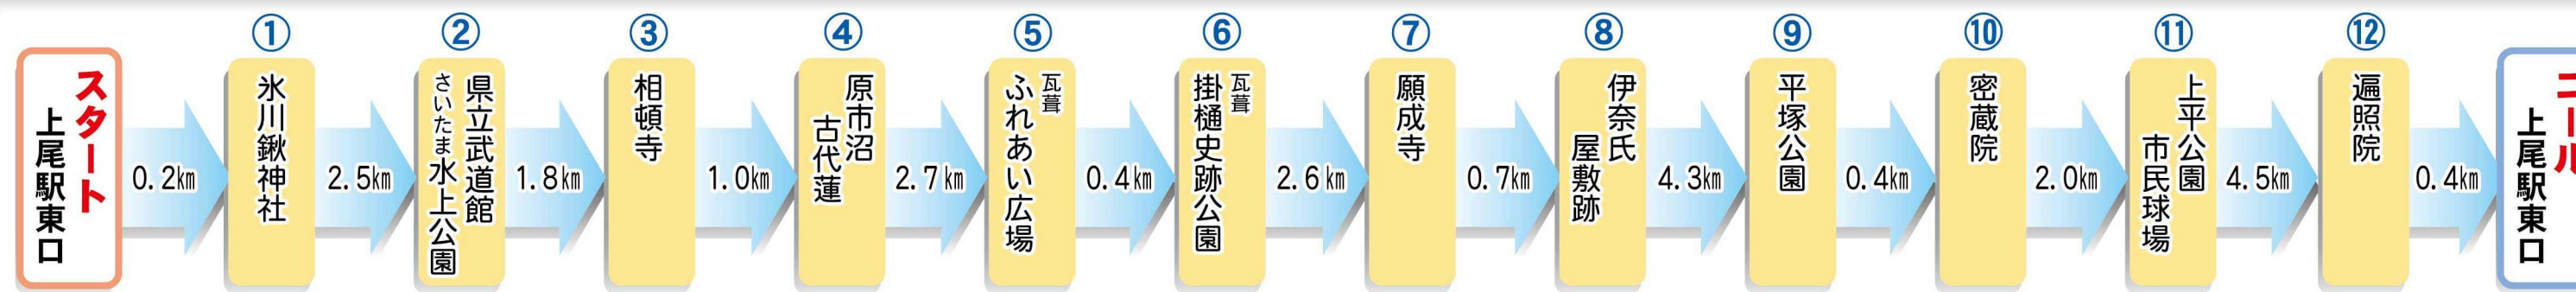 スタート
上尾駅東口
0.2km
①
氷川鍬神社
2.5km
②
県立武道館
さいたま水上公園
1.8km
③
相頓寺
1.0km
④
原市沼
古代蓮
2.7km
⑤
瓦葺
ふれあい広場
0.4km
⑥
瓦葺
掛樋史跡公園
2.6km
⑦
願成寺
0.7km
⑧
伊奈氏
屋敷跡
4.3km
⑨
平塚公園
0.4km
⑩
密蔵院
2.0km
⑪
上平公園
市民球場
4.5km
⑫
遍照院
0.4km
ゴール
上尾駅東口